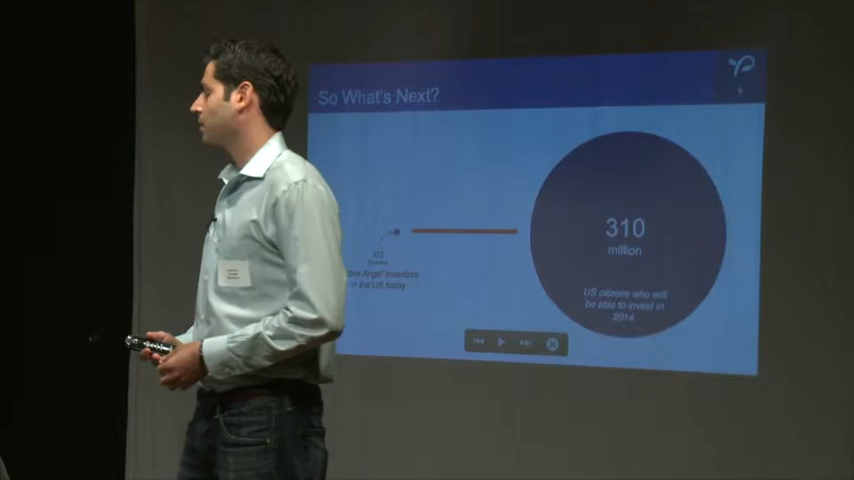 So What's Next?
310
million
US citizens who will
be able to invest in
2014
Angel Investors
in the US today